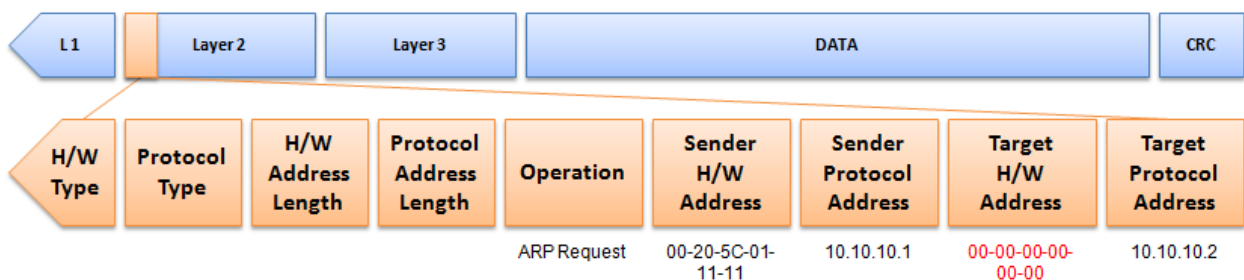 L 1
Layer 2
Layer 3
DATA
CRC
H/W
Type
Protocol
Type
H/W
Address
Length
Protocol
Address
Length
Operation
Sender
H/W
Address
Sender
Protocol
Address
Target
H/W
Address
Target
Protocol
Address
ARP Request
00-20-5C-01-
11-11
10.10.10.1
00-00-00-00-
00-00
10.10.10.2